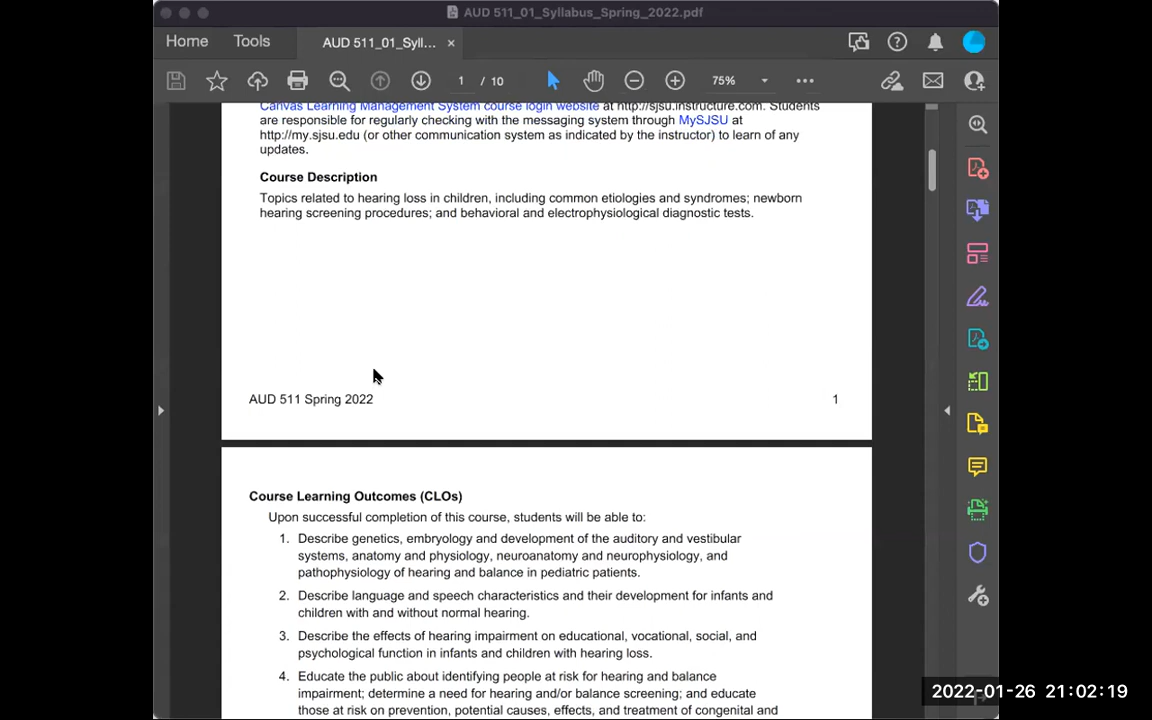 AUD 511_01_Syllabus_Spring_2022.pdf
Home Tools AUD 511_01_Syll... ×
1 / 10 75%
Canvas Learning Management System course login website at http://sjsu.instructure.com. Students
are responsible for regularly checking with the messaging system through MySJSU at
http://my.sjsu.edu (or other communication system as indicated by the instructor) to learn of any
updates.
Course Description
Topics related to hearing loss in children, including common etiologies and syndromes; newborn
hearing screening procedures; and behavioral and electrophysiological diagnostic tests.
AUD 511 Spring 2022 1
Course Learning Outcomes (CLOs)
Upon successful completion of this course, students will be able to:
1. Describe genetics, embryology and development of the auditory and vestibular
systems, anatomy and physiology, neuroanatomy and neurophysiology, and
pathophysiology of hearing and balance in pediatric patients.
2. Describe language and speech characteristics and their development for infants and
children with and without normal hearing.
3. Describe the effects of hearing impairment on educational, vocational, social, and
psychological function in infants and children with hearing loss.
4. Educate the public about identifying people at risk for hearing and balance
impairment; determine a need for hearing and/or balance screening; and educate
those at risk on prevention, potential causes, effects, and treatment of congenital and
2022-01-26 21:02:19